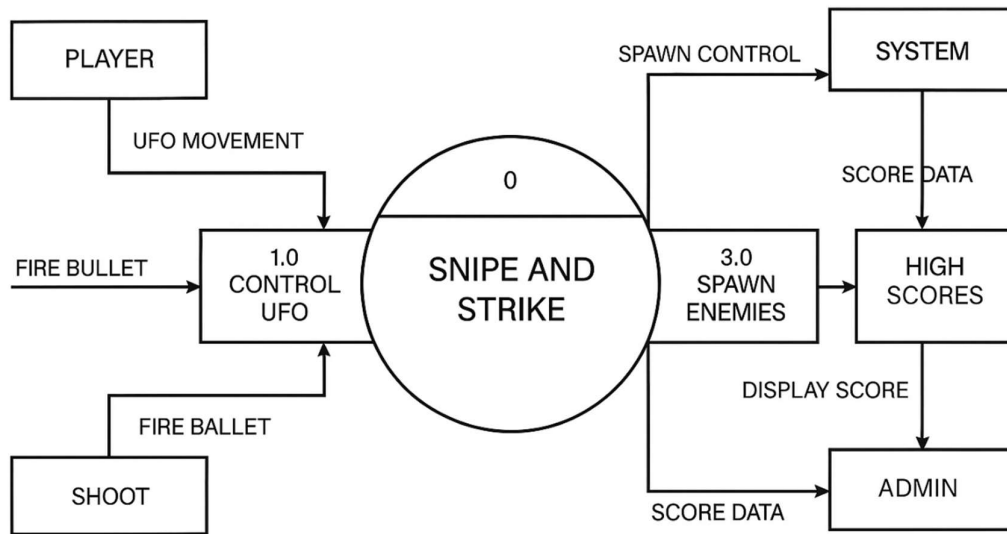 PLAYER
UFO MOVEMENT
FIRE BULLET
1.0
CONTROL
UFO
FIRE BALLET
SHOOT
0
SNIPE AND
STRIKE
SPAWN CONTROL
SYSTEM
SCORE DATA
3.0
SPAWN
ENEMIES
HIGH
SCORES
DISPLAY SCORE
SCORE DATA
ADMIN